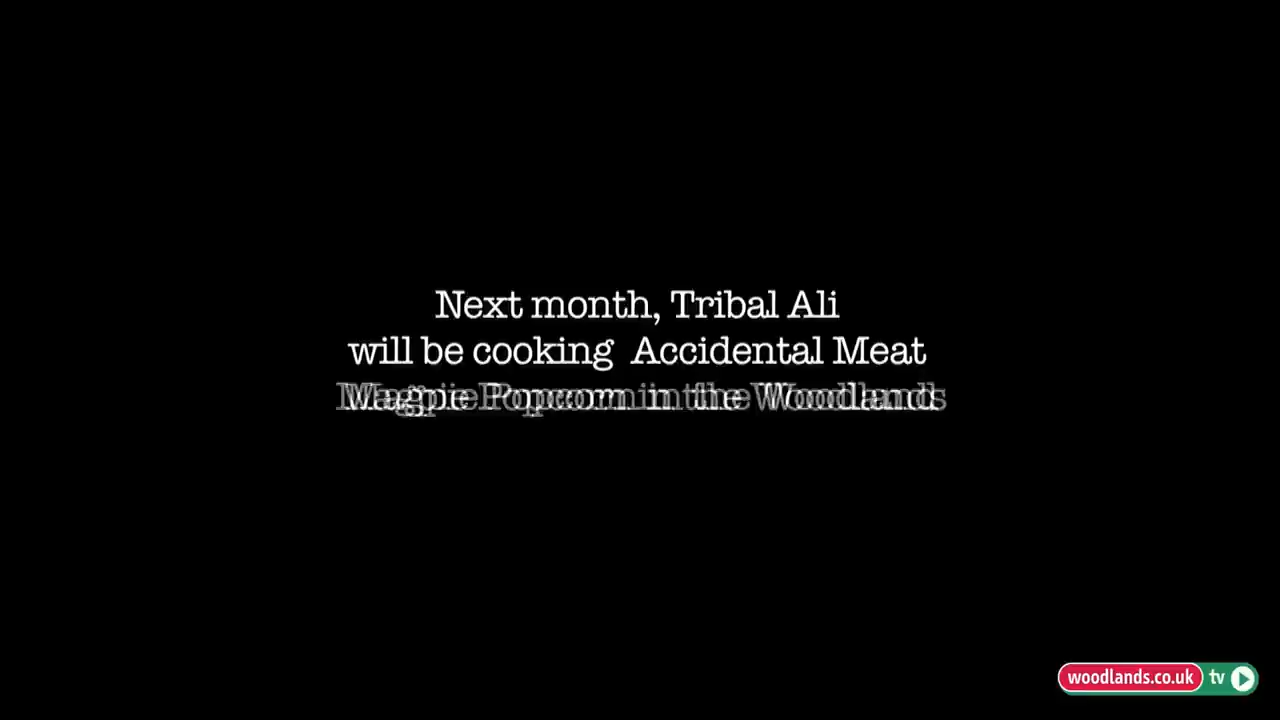 Next month, Tribal Ali
will be cooking Accidental Meat
Magpie Popcorn in the Woodlands
woodlands.co.uk tv